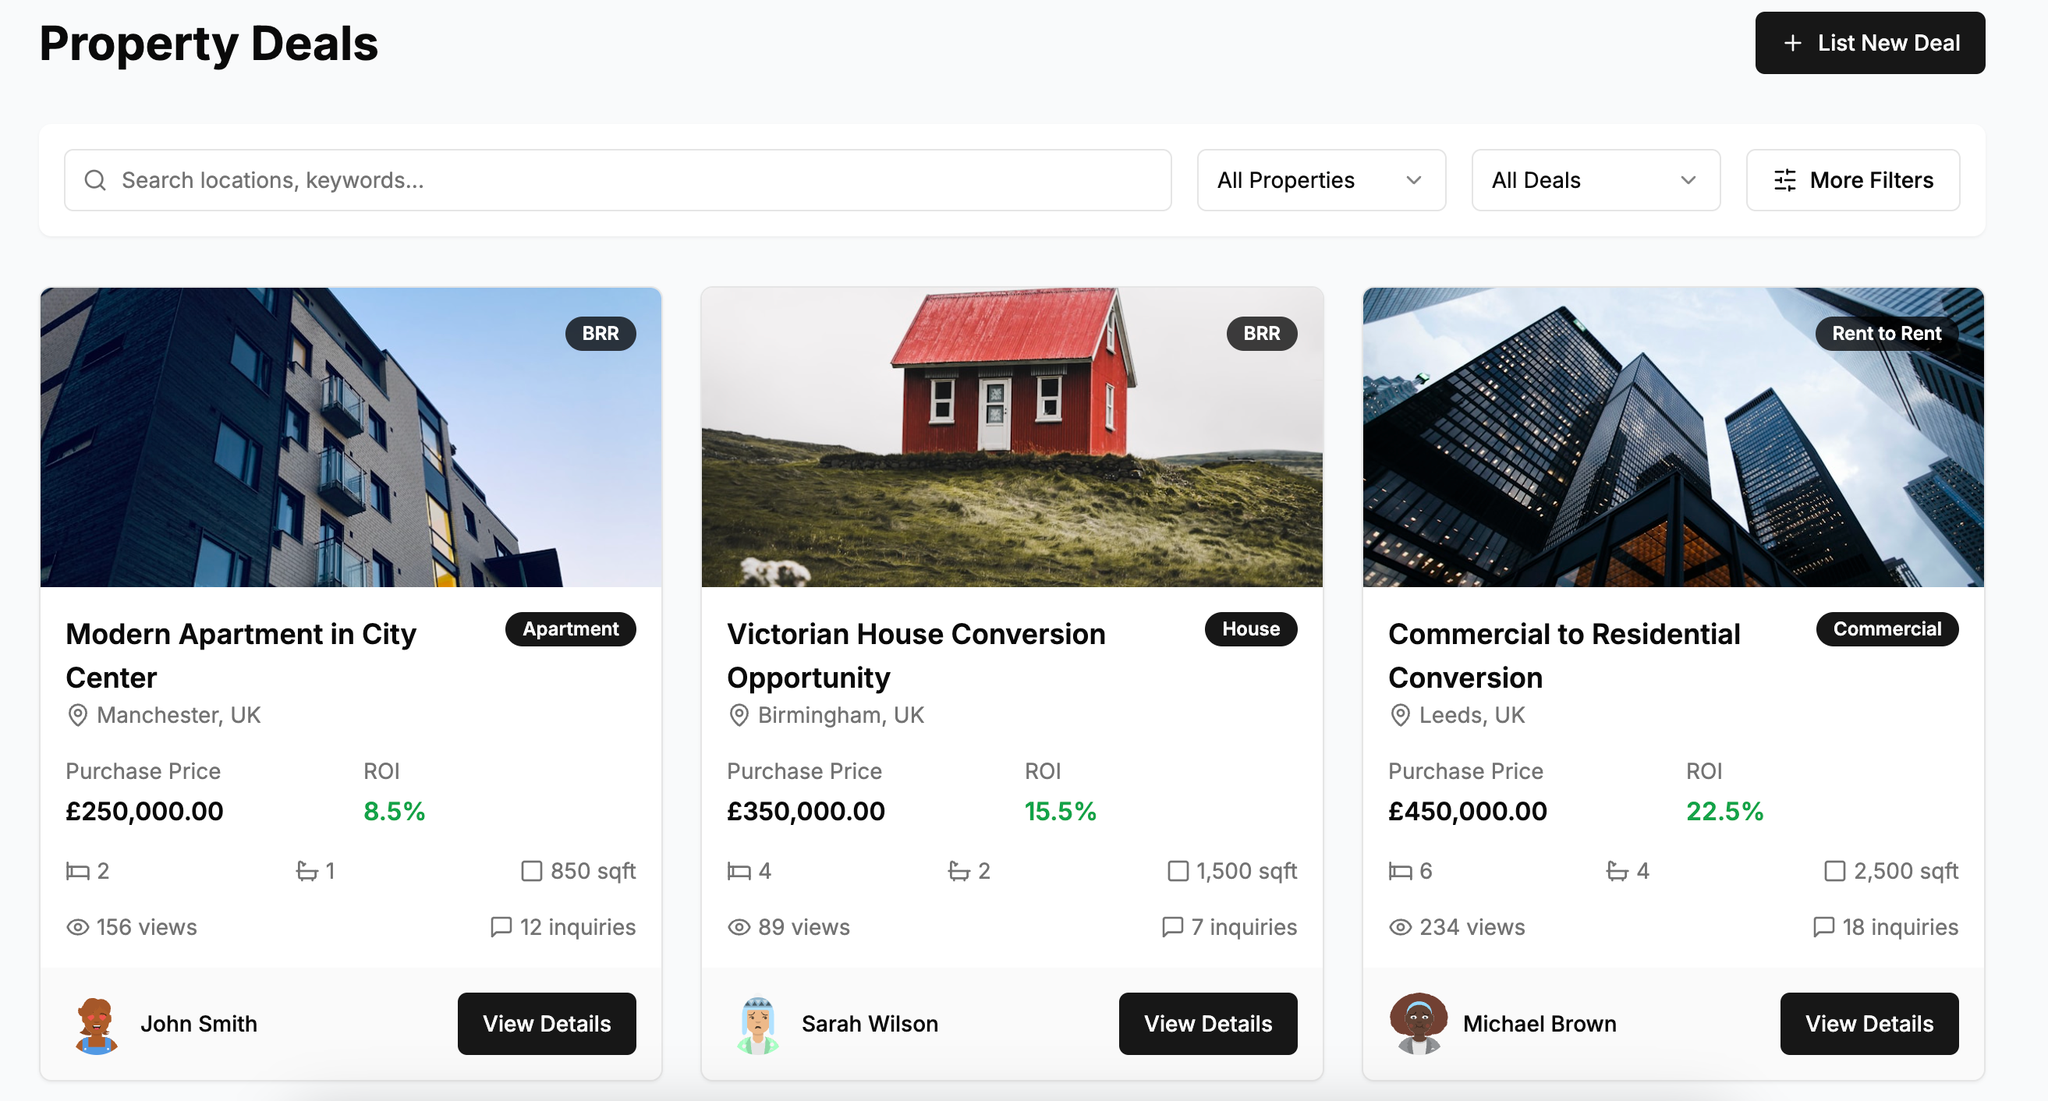 Property Deals
List New Deal
Search locations, keywords...
All Properties
All Deals
More Filters
BRR
Modern Apartment in City
Center
Apartment
Manchester, UK
Purchase Price
ROI
£250,000.00
8.5%
2
1
850 sqft
156 views
12 inquiries
John Smith
View Details
BRR
Victorian House Conversion
Opportunity
House
Birmingham, UK
Purchase Price
ROI
£350,000.00
15.5%
4
2
1,500 sqft
89 views
7 inquiries
Sarah Wilson
View Details
Rent to Rent
Commercial to Residential
Conversion
Commercial
Leeds, UK
Purchase Price
ROI
£450,000.00
22.5%
6
4
2,500 sqft
234 views
18 inquiries
Michael Brown
View Details